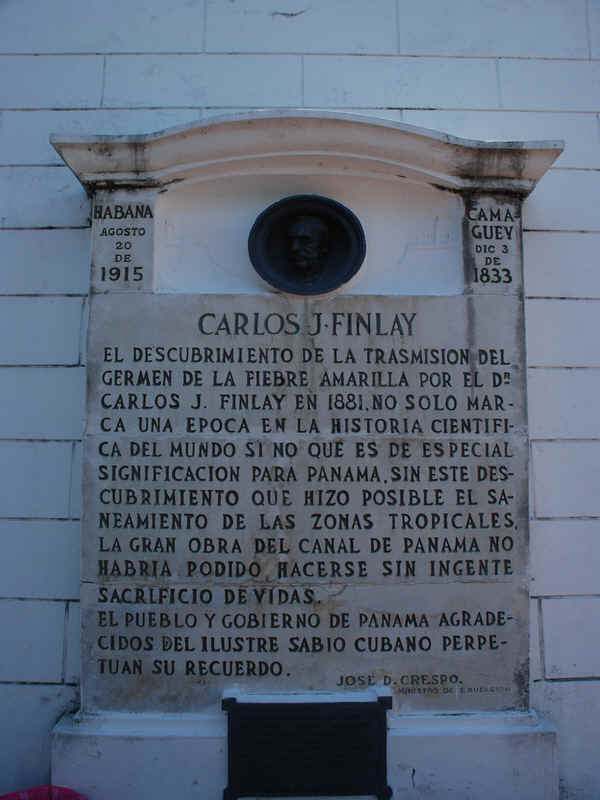 HABANA
AGOSTO
20
DE
1915
CAMA-
GUEY
DIC 3
DE
1833
CARLOS J. FINLAY
EL DESCUBRIMIENTO DE LA TRASMISION DEL
GERMEN DE LA FIEBRE AMARILLA POR EL DR
CARLOS J. FINLAY EN 1881, NO SOLO MAR-
CA UNA EPOCA EN LA HISTORIA CIENTIFI-
CA DEL MUNDO SI NO QUE ES DE ESPECIAL
SIGNIFICACION PARA PANAMA, SIN ESTE DES-
CUBRIMIENTO QUE HIZO POSIBLE EL SA-
NEAMIENTO DE LAS ZONAS TROPICALES,
LA GRAN OBRA DEL CANAL DE PANAMA NO
HABRIA PODIDO HACERSE SIN INGENTE
SACRIFICIO DE VIDAS.
EL PUEBLO Y GOBIERNO DE PANAMA AGRADE-
CIDOS DEL ILUSTRE SABIO CUBANO PERPE-
TUAN SU RECUERDO.
JOSE D. CRESPO.
MINISTRO DE EDUCACION